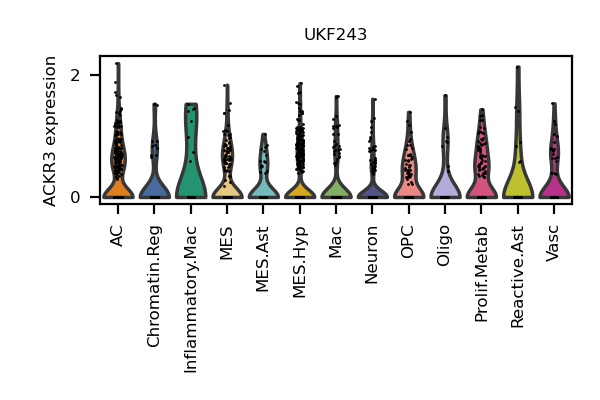 UKF243
ACKR3 expression
2
0
AC
Chromatin.Reg
Inflammatory.Mac
MES
MES.Ast
MES.Hyp
Mac
Neuron
OPC
Oligo
Prolif.Metab
Reactive.Ast
Vasc